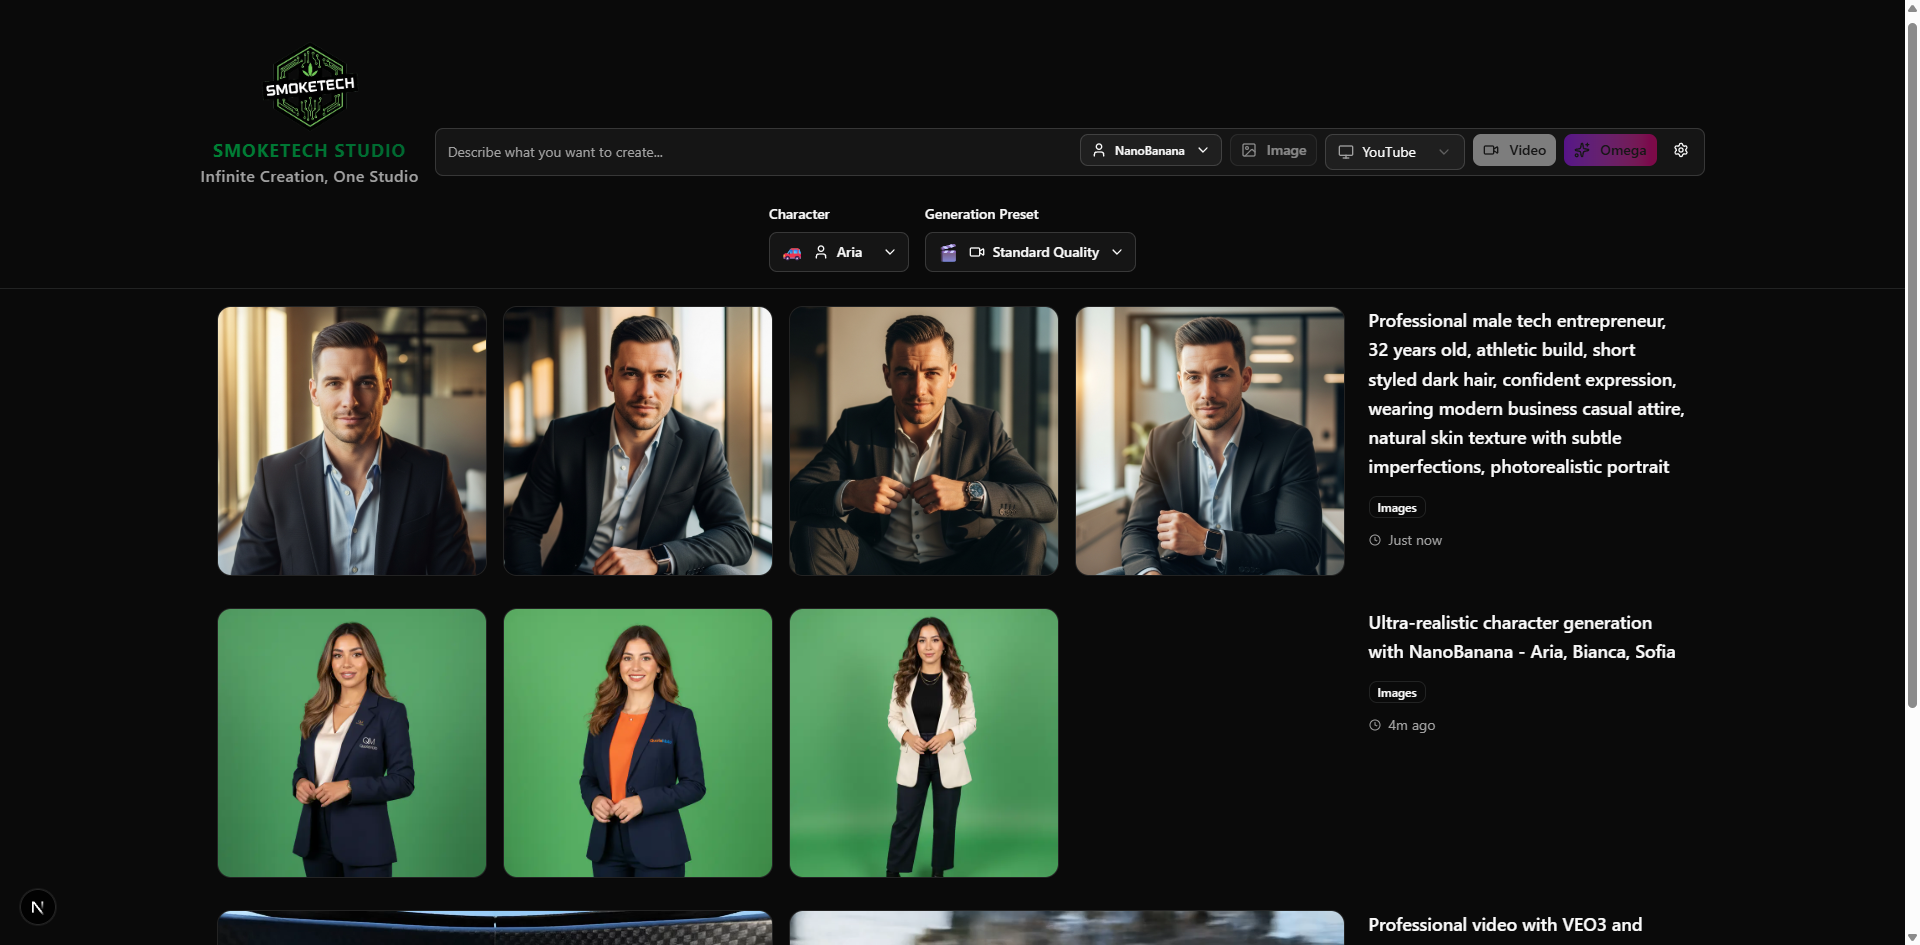 SMOKETECH
SMOKETECH STUDIO
Infinite Creation, One Studio
Describe what you want to create...
NanoBanana
Image
YouTube
Video
Omega
Character
Generation Preset
Aria
Standard Quality
Professional male tech entrepreneur,
32 years old, athletic build, short
styled dark hair, confident expression,
wearing modern business casual attire,
natural skin texture with subtle
imperfections, photorealistic portrait
Images
Just now
Ultra-realistic character generation
with NanoBanana - Aria, Bianca, Sofia
Images
4m ago
QM
N
Professional video with VEO3 and